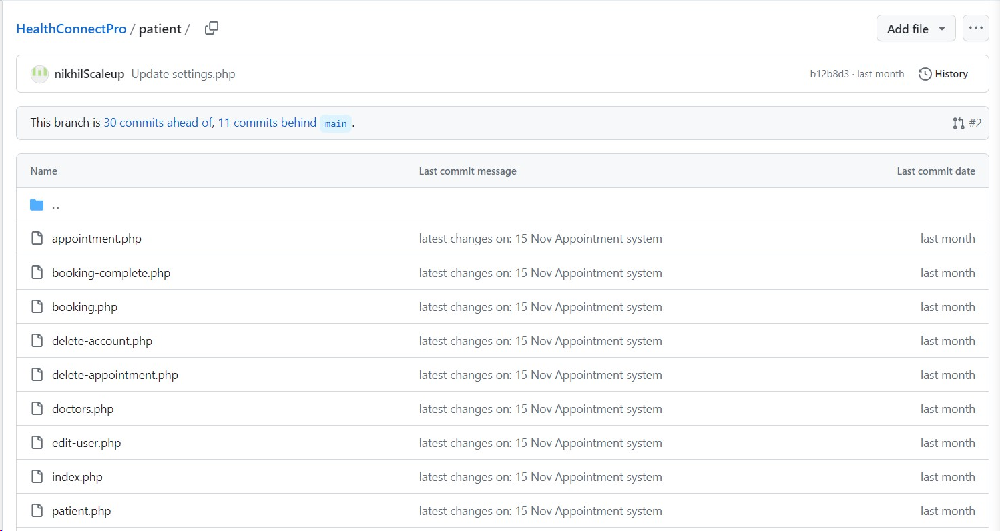 HealthConnectPro / patient /
Add file
nikhilScaleup Update settings.php
b12b8d3 · last month History
This branch is 30 commits ahead of, 11 commits behind main .
#2
Name Last commit message Last commit date
..
appointment.php latest changes on: 15 Nov Appointment system last month
booking-complete.php latest changes on: 15 Nov Appointment system last month
booking.php latest changes on: 15 Nov Appointment system last month
delete-account.php latest changes on: 15 Nov Appointment system last month
delete-appointment.php latest changes on: 15 Nov Appointment system last month
doctors.php latest changes on: 15 Nov Appointment system last month
edit-user.php latest changes on: 15 Nov Appointment system last month
index.php latest changes on: 15 Nov Appointment system last month
patient.php latest changes on: 15 Nov Appointment system last month